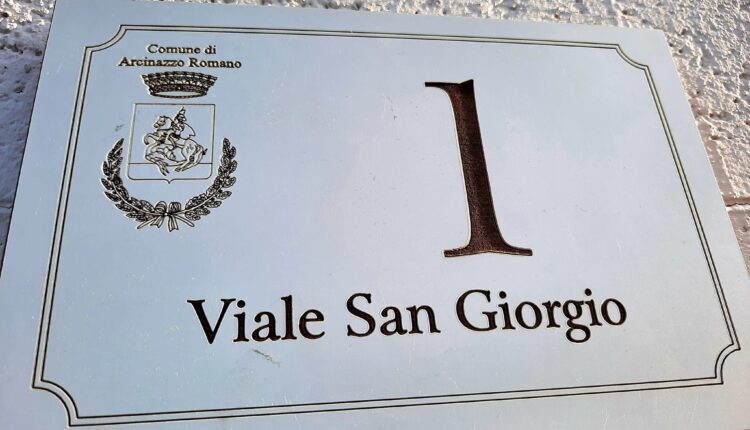 Comune di
Arcinazzo Romano
1
Viale San Giorgio